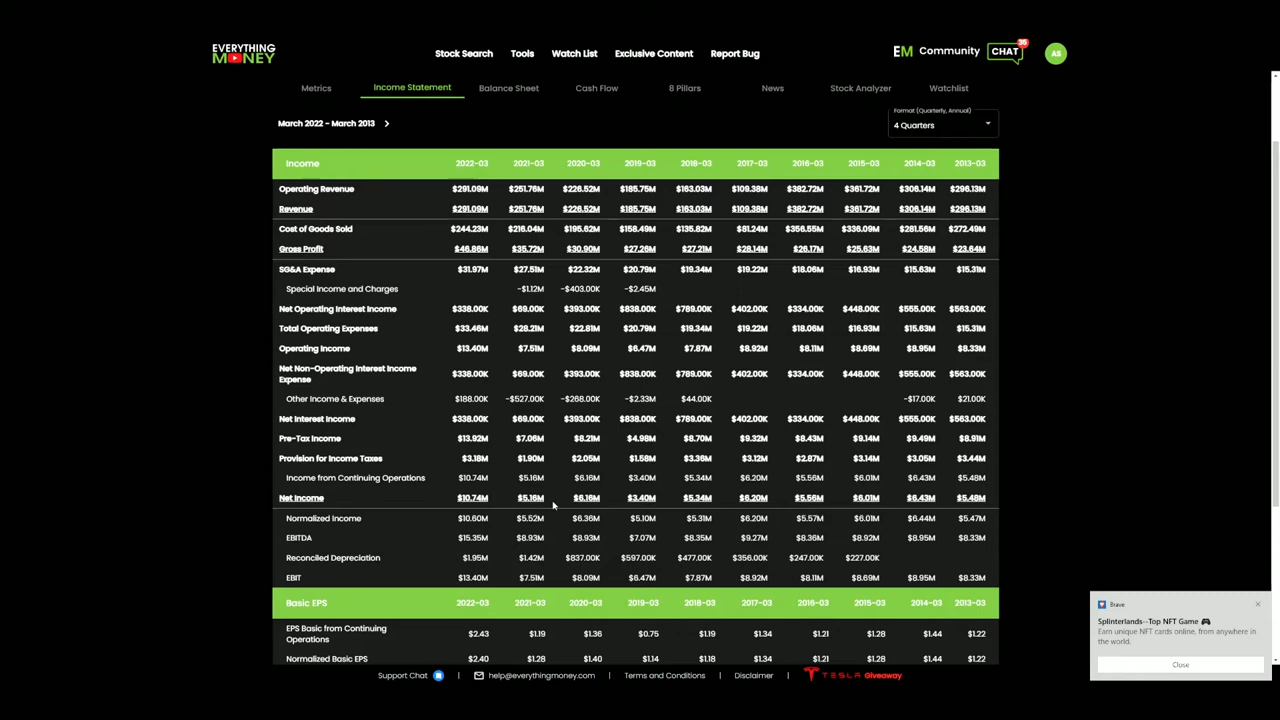 EVERYTHING
MONEY
Stock Search Tools Watch List Exclusive Content Report Bug
EM Community CHAT 35 AS
Metrics Income Statement Balance Sheet Cash Flow 8 Pillars News Stock Analyzer Watchlist
March 2022 - March 2013
Format (Quarterly, Annual)
4 Quarters
Income 2022-03 2021-03 2020-03 2019-03 2018-03 2017-03 2016-03 2015-03 2014-03 2013-03
Operating Revenue $291.09M $251.76M $226.52M $185.75M $163.03M $109.38M $382.72M $361.72M $306.14M $296.13M
Revenue $291.09M $251.76M $226.52M $185.75M $163.03M $109.38M $382.72M $361.72M $306.14M $296.13M
Cost of Goods Sold $244.23M $216.04M $195.62M $158.49M $135.82M $81.24M $356.55M $336.09M $281.56M $272.49M
Gross Profit $46.86M $35.72M $30.90M $27.26M $27.21M $28.14M $26.17M $25.63M $24.58M $23.64M
SG&A Expense $31.97M $27.51M $22.32M $20.79M $19.34M $19.22M $18.06M $16.93M $15.63M $15.31M
Special Income and Charges -$1.12M -$403.00K -$2.45M
Net Operating Interest Income $338.00K $69.00K $393.00K $838.00K $789.00K $402.00K $334.00K $448.00K $555.00K $563.00K
Total Operating Expenses $33.46M $28.21M $22.81M $20.79M $19.34M $19.22M $18.06M $16.93M $15.63M $15.31M
Operating Income $13.40M $7.51M $8.09M $6.47M $7.87M $8.92M $8.11M $8.69M $8.95M $8.33M
Net Non-Operating Interest Income
Expense $338.00K $69.00K $393.00K $838.00K $789.00K $402.00K $334.00K $448.00K $555.00K $563.00K
Other Income & Expenses $188.00K -$527.00K -$268.00K -$2.33M $44.00K -$17.00K $21.00K
Net Interest Income $338.00K $69.00K $393.00K $838.00K $789.00K $402.00K $334.00K $448.00K $555.00K $563.00K
Pre-Tax Income $13.92M $7.06M $8.21M $4.98M $8.70M $9.32M $8.43M $9.14M $9.49M $8.91M
Provision for Income Taxes $3.18M $1.90M $2.05M $1.58M $3.36M $3.12M $2.87M $3.14M $3.05M $3.44M
Income from Continuing Operations $10.74M $5.16M $6.16M $3.40M $5.34M $6.20M $5.56M $6.01M $6.43M $5.48M
Net Income $10.74M $5.16M $6.16M $3.40M $5.34M $6.20M $5.56M $6.01M $6.43M $5.48M
Normalized Income $10.60M $5.52M $6.36M $5.10M $5.31M $6.20M $5.57M $6.01M $6.44M $5.47M
EBITDA $15.35M $8.93M $8.93M $7.07M $8.35M $9.27M $8.36M $8.92M $8.95M $8.33M
Reconciled Depreciation $1.95M $1.42M $837.00K $597.00K $477.00K $356.00K $247.00K $227.00K
EBIT $13.40M $7.51M $8.09M $6.47M $7.87M $8.92M $8.11M $8.69M $8.95M $8.33M
Basic EPS 2022-03 2021-03 2020-03 2019-03 2018-03 2017-03 2016-03 2015-03 2014-03 2013-03
EPS Basic from Continuing
Operations $2.43 $1.19 $1.36 $0.75 $1.19 $1.34 $1.21 $1.28 $1.44 $1.22
Normalized Basic EPS $2.40 $1.28 $1.40 $1.14 $1.18 $1.34 $1.21 $1.28 $1.44 $1.22
Support Chat | help@everythingmoney.com | Terms and Conditions | Disclaimer | TESLA Giveaway
Brave
Splinterlands--Top NFT Game 🎮
Earn unique NFT cards online, from anywhere in
the world.
Close